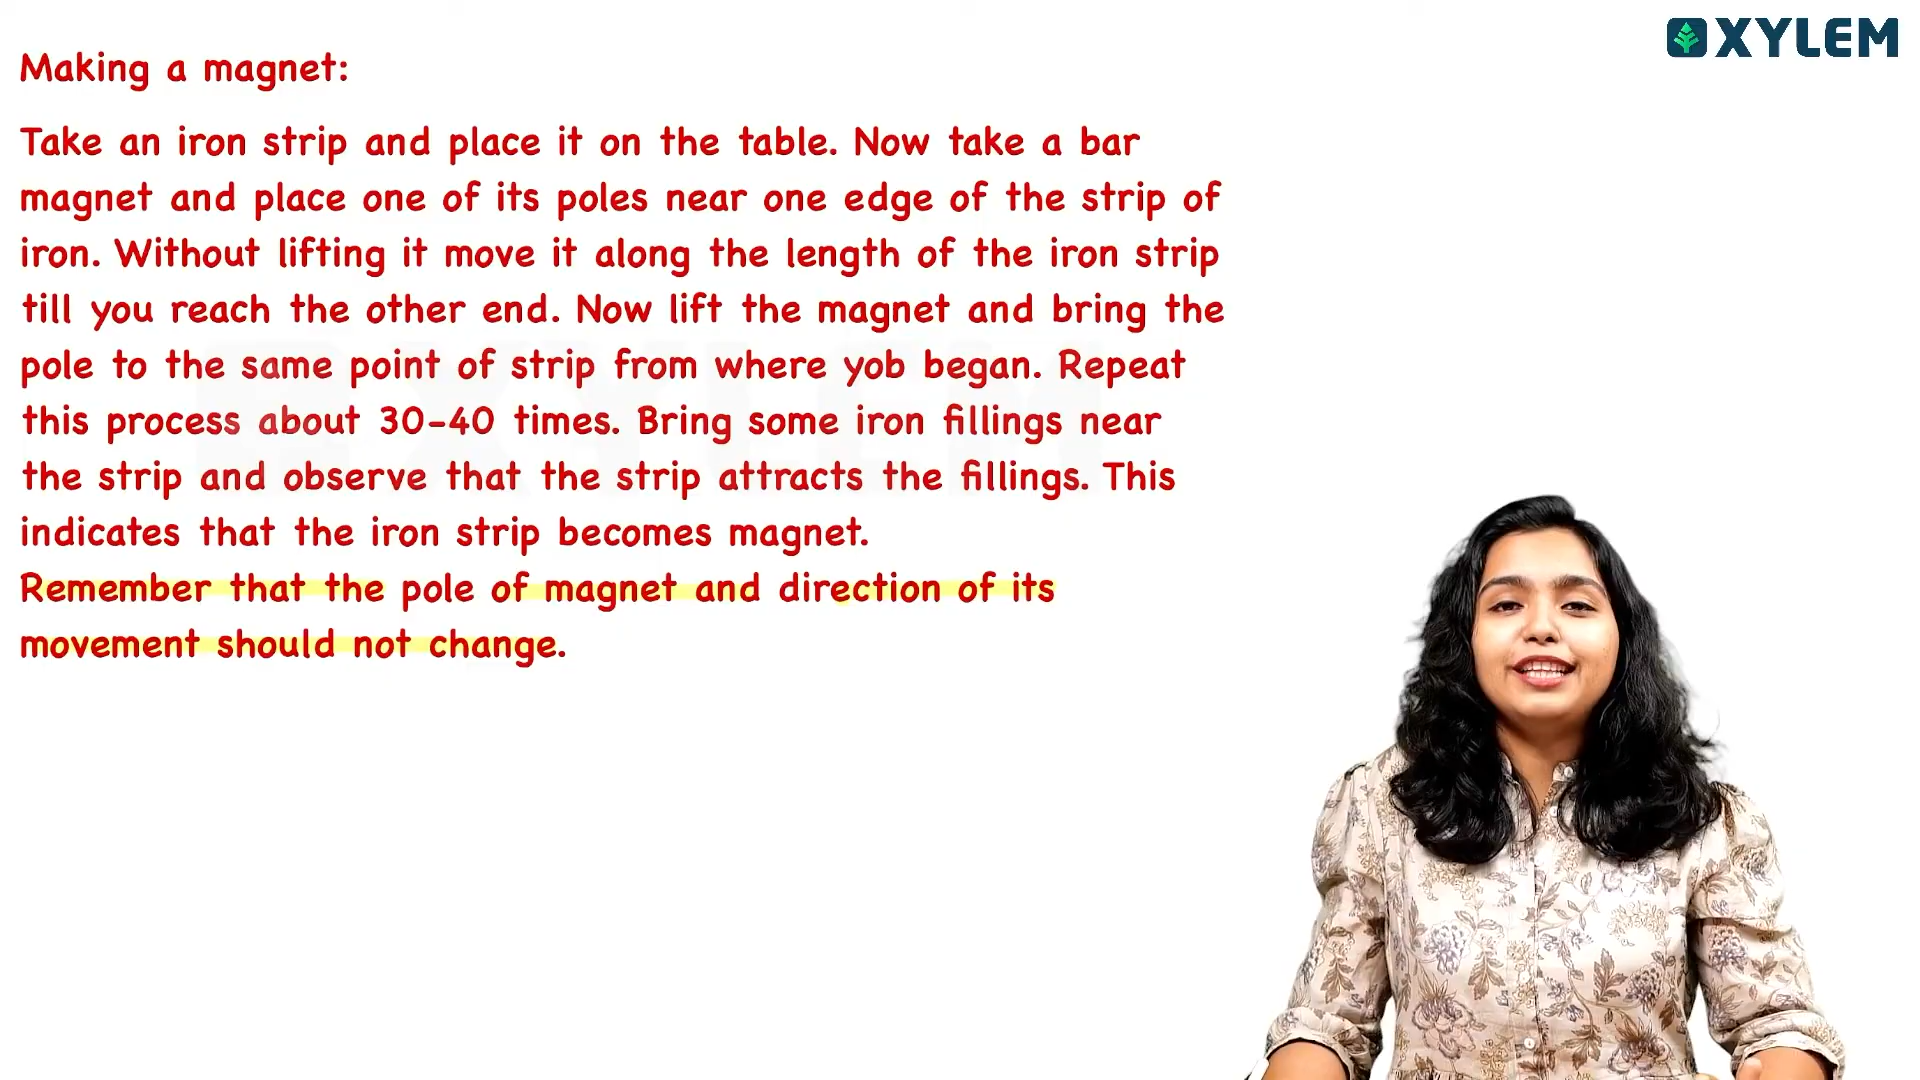 XYLEM
Making a magnet:
Take an iron strip and place it on the table. Now take a bar
magnet and place one of its poles near one edge of the strip of
iron. Without lifting it move it along the length of the iron strip
till you reach the other end. Now lift the magnet and bring the
pole to the same point of strip from where yob began. Repeat
this process about 30-40 times. Bring some iron fillings near
the strip and observe that the strip attracts the fillings. This
indicates that the iron strip becomes magnet.
Remember that the pole of magnet and direction of its
movement should not change.